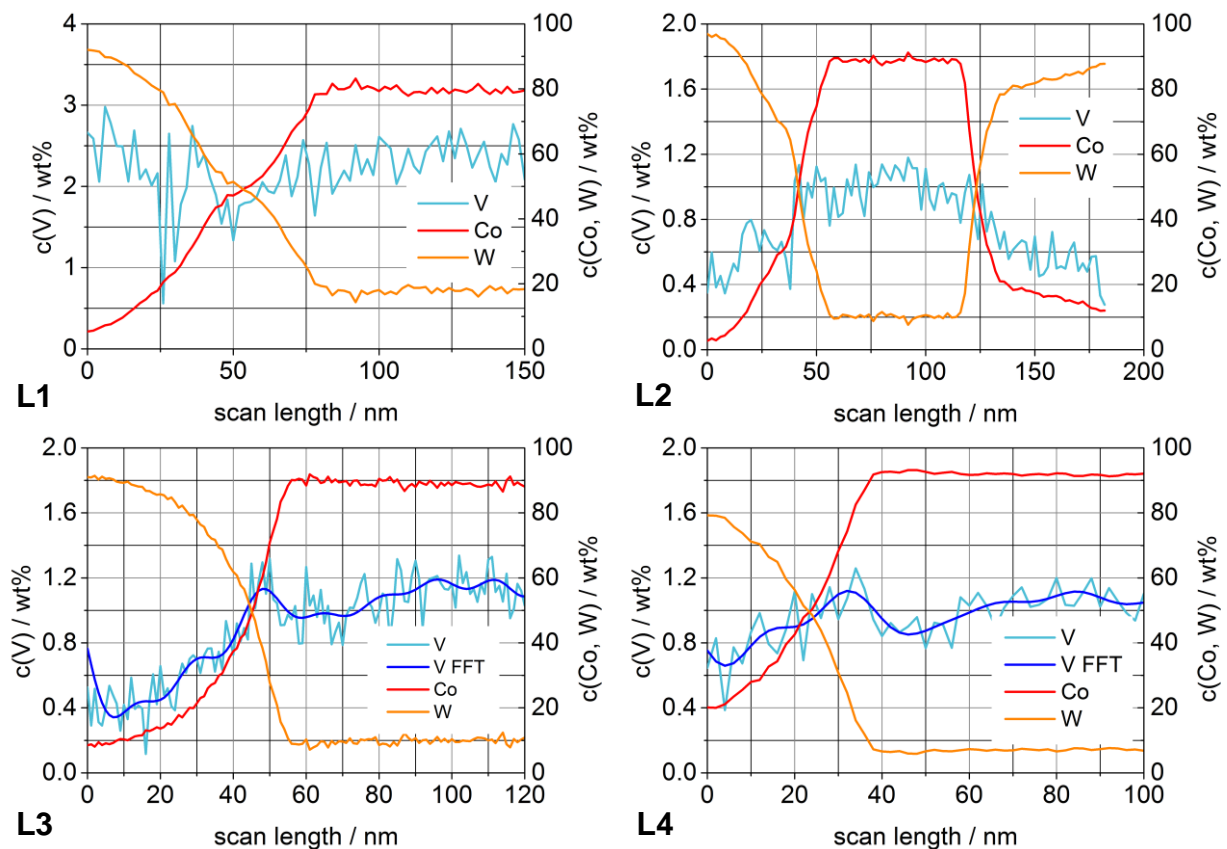 4 100 2.0 100
3 80 1.6 80
2 60 1.2 60
1 40 0.8 40
0 20 0.4 20
0 0.0 0
c(V) / wt%
V
Co
W
c(Co, W) / wt%
c(V) / wt%
V
Co
W
c(Co, W) / wt%
0 50 100 150
0 50 100 150 200
L1
scan length / nm
L2
scan length / nm
2.0 100 2.0 100
1.6 80 1.6 80
1.2 60 1.2 60
0.8 40 0.8 40
0.4 20 0.4 20
0.0 0 0.0 0
c(V) / wt%
V
V FFT
Co
W
c(Co, W) / wt%
c(V) / wt%
V
V FFT
Co
W
c(Co, W) / wt%
0 20 40 60 80 100 120
0 20 40 60 80 100
L3
scan length / nm
L4
scan length / nm